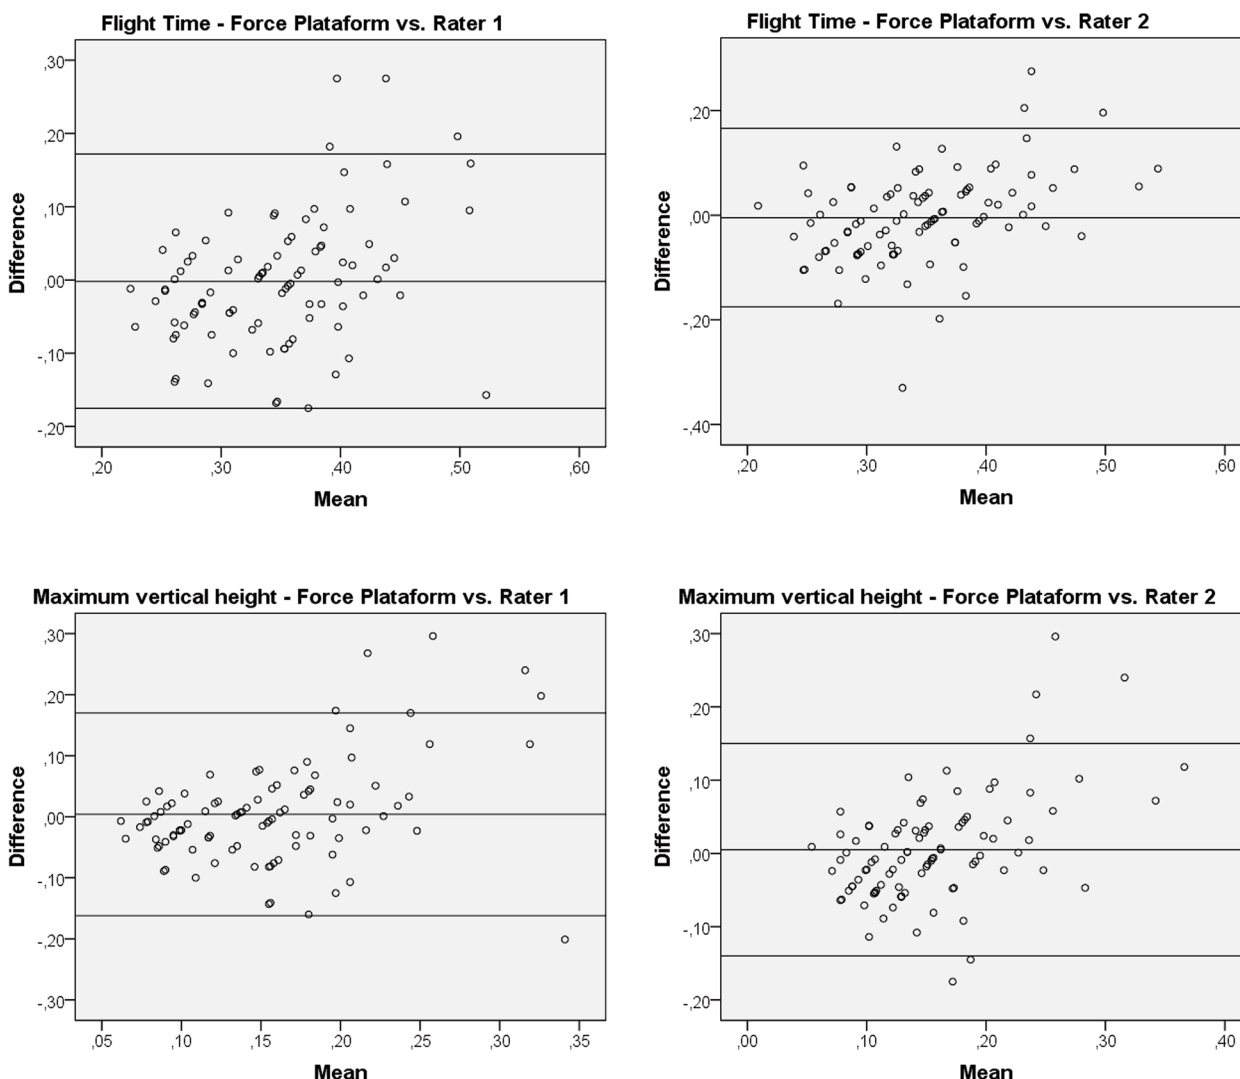 Flight Time - Force Plataform vs. Rater 1
,30
,20
,10
,00
-,10
-,20
Difference
,20 ,30 ,40 ,50 ,60
Mean
Flight Time - Force Plataform vs. Rater 2
,20
,00
-,20
-,40
Difference
,20 ,30 ,40 ,50 ,60
Mean
Maximum vertical height - Force Plataform vs. Rater 1
,30
,20
,10
,00
-,10
-,20
-,30
Difference
,05 ,10 ,15 ,20 ,25 ,30 ,35
Mean
Maximum vertical height - Force Plataform vs. Rater 2
,30
,20
,10
,00
-,10
-,20
Difference
,00 ,10 ,20 ,30 ,40
Mean